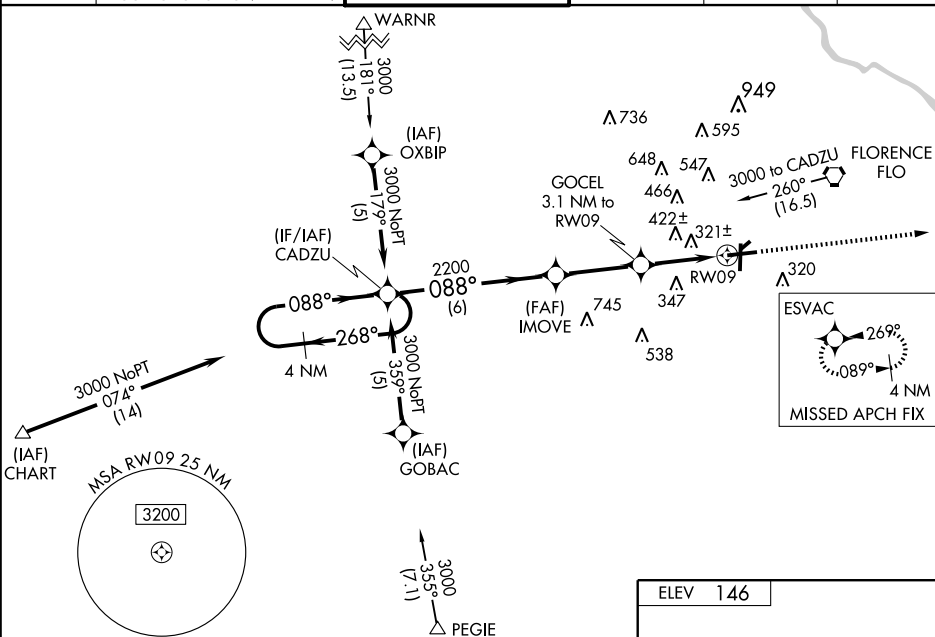 WARNR
3000
181°
(13.5)
(IAF)
OXBIP
3000 NoPT
179°
(5)
949
736
595
648
547
466
422±
321±
3000 to CADZU
260°
(16.5)
FLORENCE
FLO
GOCEL
3.1 NM to
RW09
(IF/IAF)
CADZU
088°
268°
4 NM
2200
088°
(6)
(FAF)
IMOVE
RW09
347
320
745
538
3000 NoPT
359°
(5)
(IAF)
GOBAC
3000 NoPT
074°
(14)
(IAF)
CHART
ESVAC
269°
089°
4 NM
MISSED APCH FIX
MSA RW09 25 NM
3200
3000
355°
(7.1)
PEGIE
ELEV 146